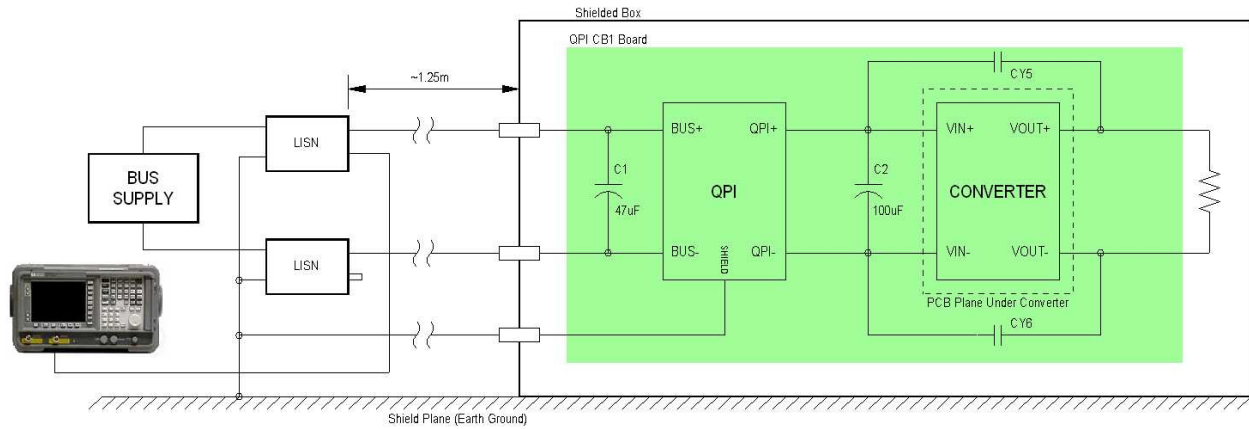 Shielded Box
QPI CB1 Board
~1.25m
CY5
BUS+
QPI+
VIN+
VOUT+
LISN
BUS
SUPPLY
C1
47uF
QPI
C2
100uF
CONVERTER
BUS-
SHIELD
QPI-
VIN-
VOUT-
LISN
PCB Plane Under Converter
CY6
Shield Plane (Earth Ground)